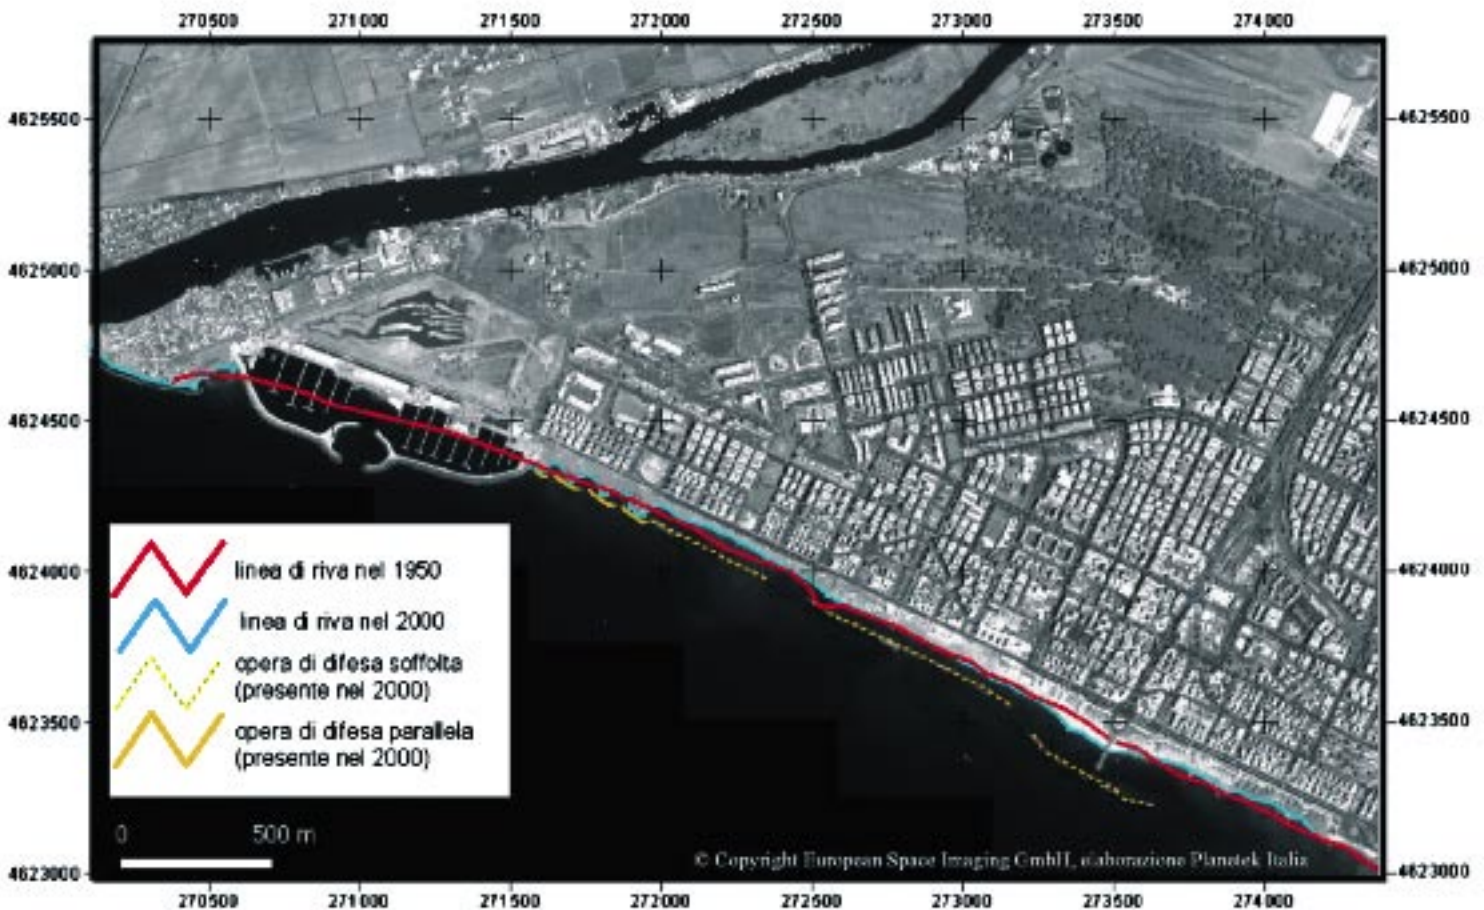 270500 271000 271500 272000 272500 273000 273500 274000
4625500 4625500
4625000 4625000
4624500 4624500
4624000 4624000
4623500 4623500
4623000 4623000
linea di riva nel 1950
linea di riva nel 2000
opera di difesa soffolta
(presente nel 2000)
opera di difesa parallela
(presente nel 2000)
0 500 m
© Copyright European Space Imaging GmbH, elaborazione Planetek Italia
270500 271000 271500 272000 272500 273000 273500 274000